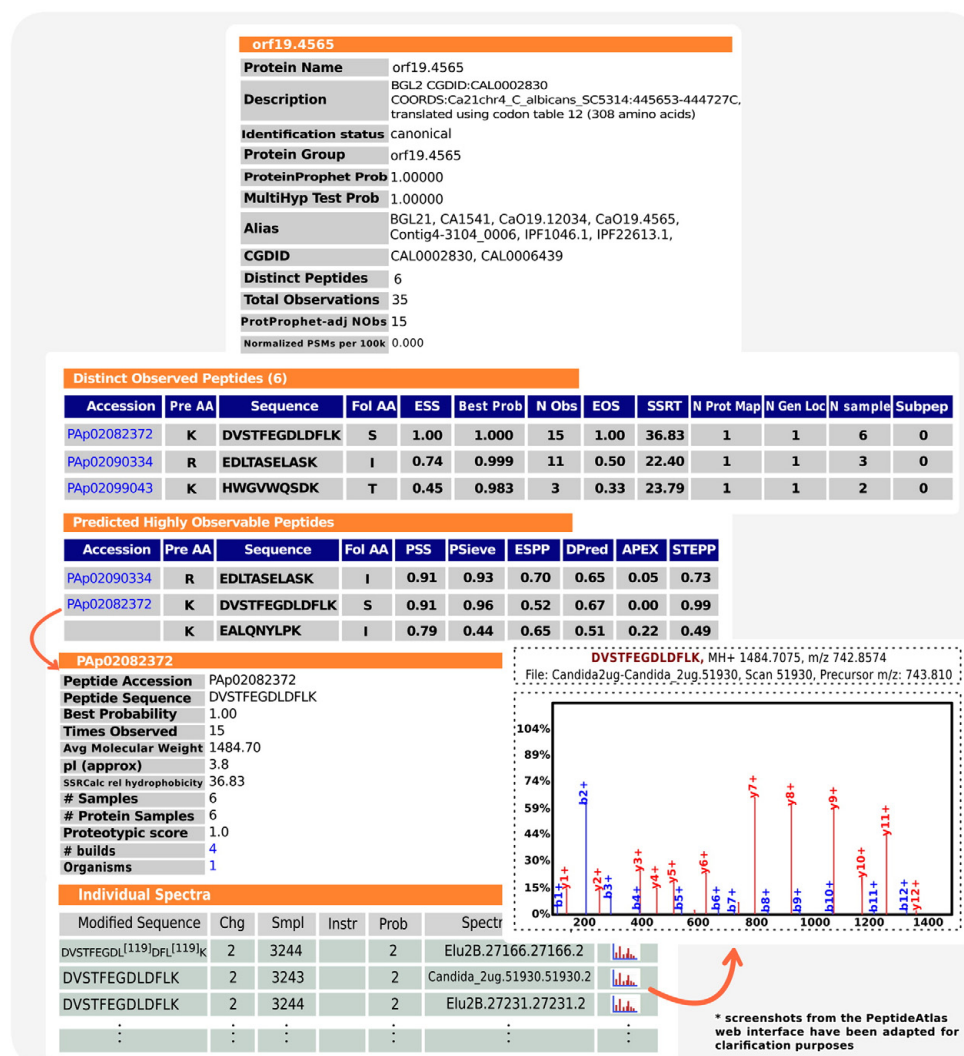 orf19.4565
Protein Name orf19.4565
Description BGL2 CGDID:CAL0002830
COORDS:Ca21chr4_C_albicans_SC5314:445653-444727C,
translated using codon table 12 (308 amino acids)
Identification status canonical
Protein Group orf19.4565
ProteinProphet Prob 1.00000
MultiHyp Test Prob 1.00000
Alias BGL21, CA1541, CaO19.12034, CaO19.4565,
Contig4-3104_0006, IPF1046.1, IPF22613.1,
CGDID CAL0002830, CAL0006439
Distinct Peptides 6
Total Observations 35
ProtProphet-adj NObs 15
Normalized PSMs per 100k 0.000
Distinct Observed Peptides (6)
Accession Pre AA Sequence Fol AA ESS Best Prob N Obs EOS SSRT N Prot Map N Gen Loc N sample Subpep
PAp02082372 K DVSTFEGDLDFLK S 1.00 1.000 15 1.00 36.83 1 1 6 0
PAp02090334 R EDLTASELASK I 0.74 0.999 11 0.50 22.40 1 1 3 0
PAp02099043 K HWGVWQSDK T 0.45 0.983 3 0.33 23.79 1 1 2 0
Predicted Highly Observable Peptides
Accession Pre AA Sequence Fol AA PSS PSieve ESPP DPred APEX STEPP
PAp02090334 R EDLTASELASK I 0.91 0.93 0.70 0.65 0.05 0.73
PAp02082372 K DVSTFEGDLDFLK S 0.91 0.96 0.52 0.67 0.00 0.99
K EALQNYLPK I 0.79 0.44 0.65 0.51 0.22 0.49
PAp02082372
Peptide Accession PAp02082372
Peptide Sequence DVSTFEGDLDFLK
Best Probability 1.00
Times Observed 15
Avg Molecular Weight 1484.70
pI (approx) 3.8
SSRCalc rel hydrophobicity 36.83
# Samples 6
# Protein Samples 6
Proteotypic score 1.0
# builds 4
Organisms 1
DVSTFEGDLDFLK, MH+ 1484.7075, m/z 742.8574
File: Candida2ug-Candida_2ug.51930, Scan 51930, Precursor m/z: 743.810
104%
89%
74%
59%
44%
30%
15%
0%
b1+ y1+ b2+ y2+ b3+ b4+ y3+ y4+ y5+ b5+ y6+ b6+ b7+ y7+ b8+ y8+ b9+ b10+ y9+ y10+ b11+ y11+ b12+ y12+
200 400 600 800 1000 1200 1400
Individual Spectra
Modified Sequence Chg Smpl Instr Prob Spectr
DVSTFEGDL[119]DFL[119]K 2 3244 2 Elu2B.27166.27166.2
DVSTFEGDLDFLK 2 3243 2 Candida_2ug.51930.51930.2
DVSTFEGDLDFLK 2 3244 2 Elu2B.27231.27231.2
* screenshots from the PeptideAtlas
web interface have been adapted for
clarification purposes